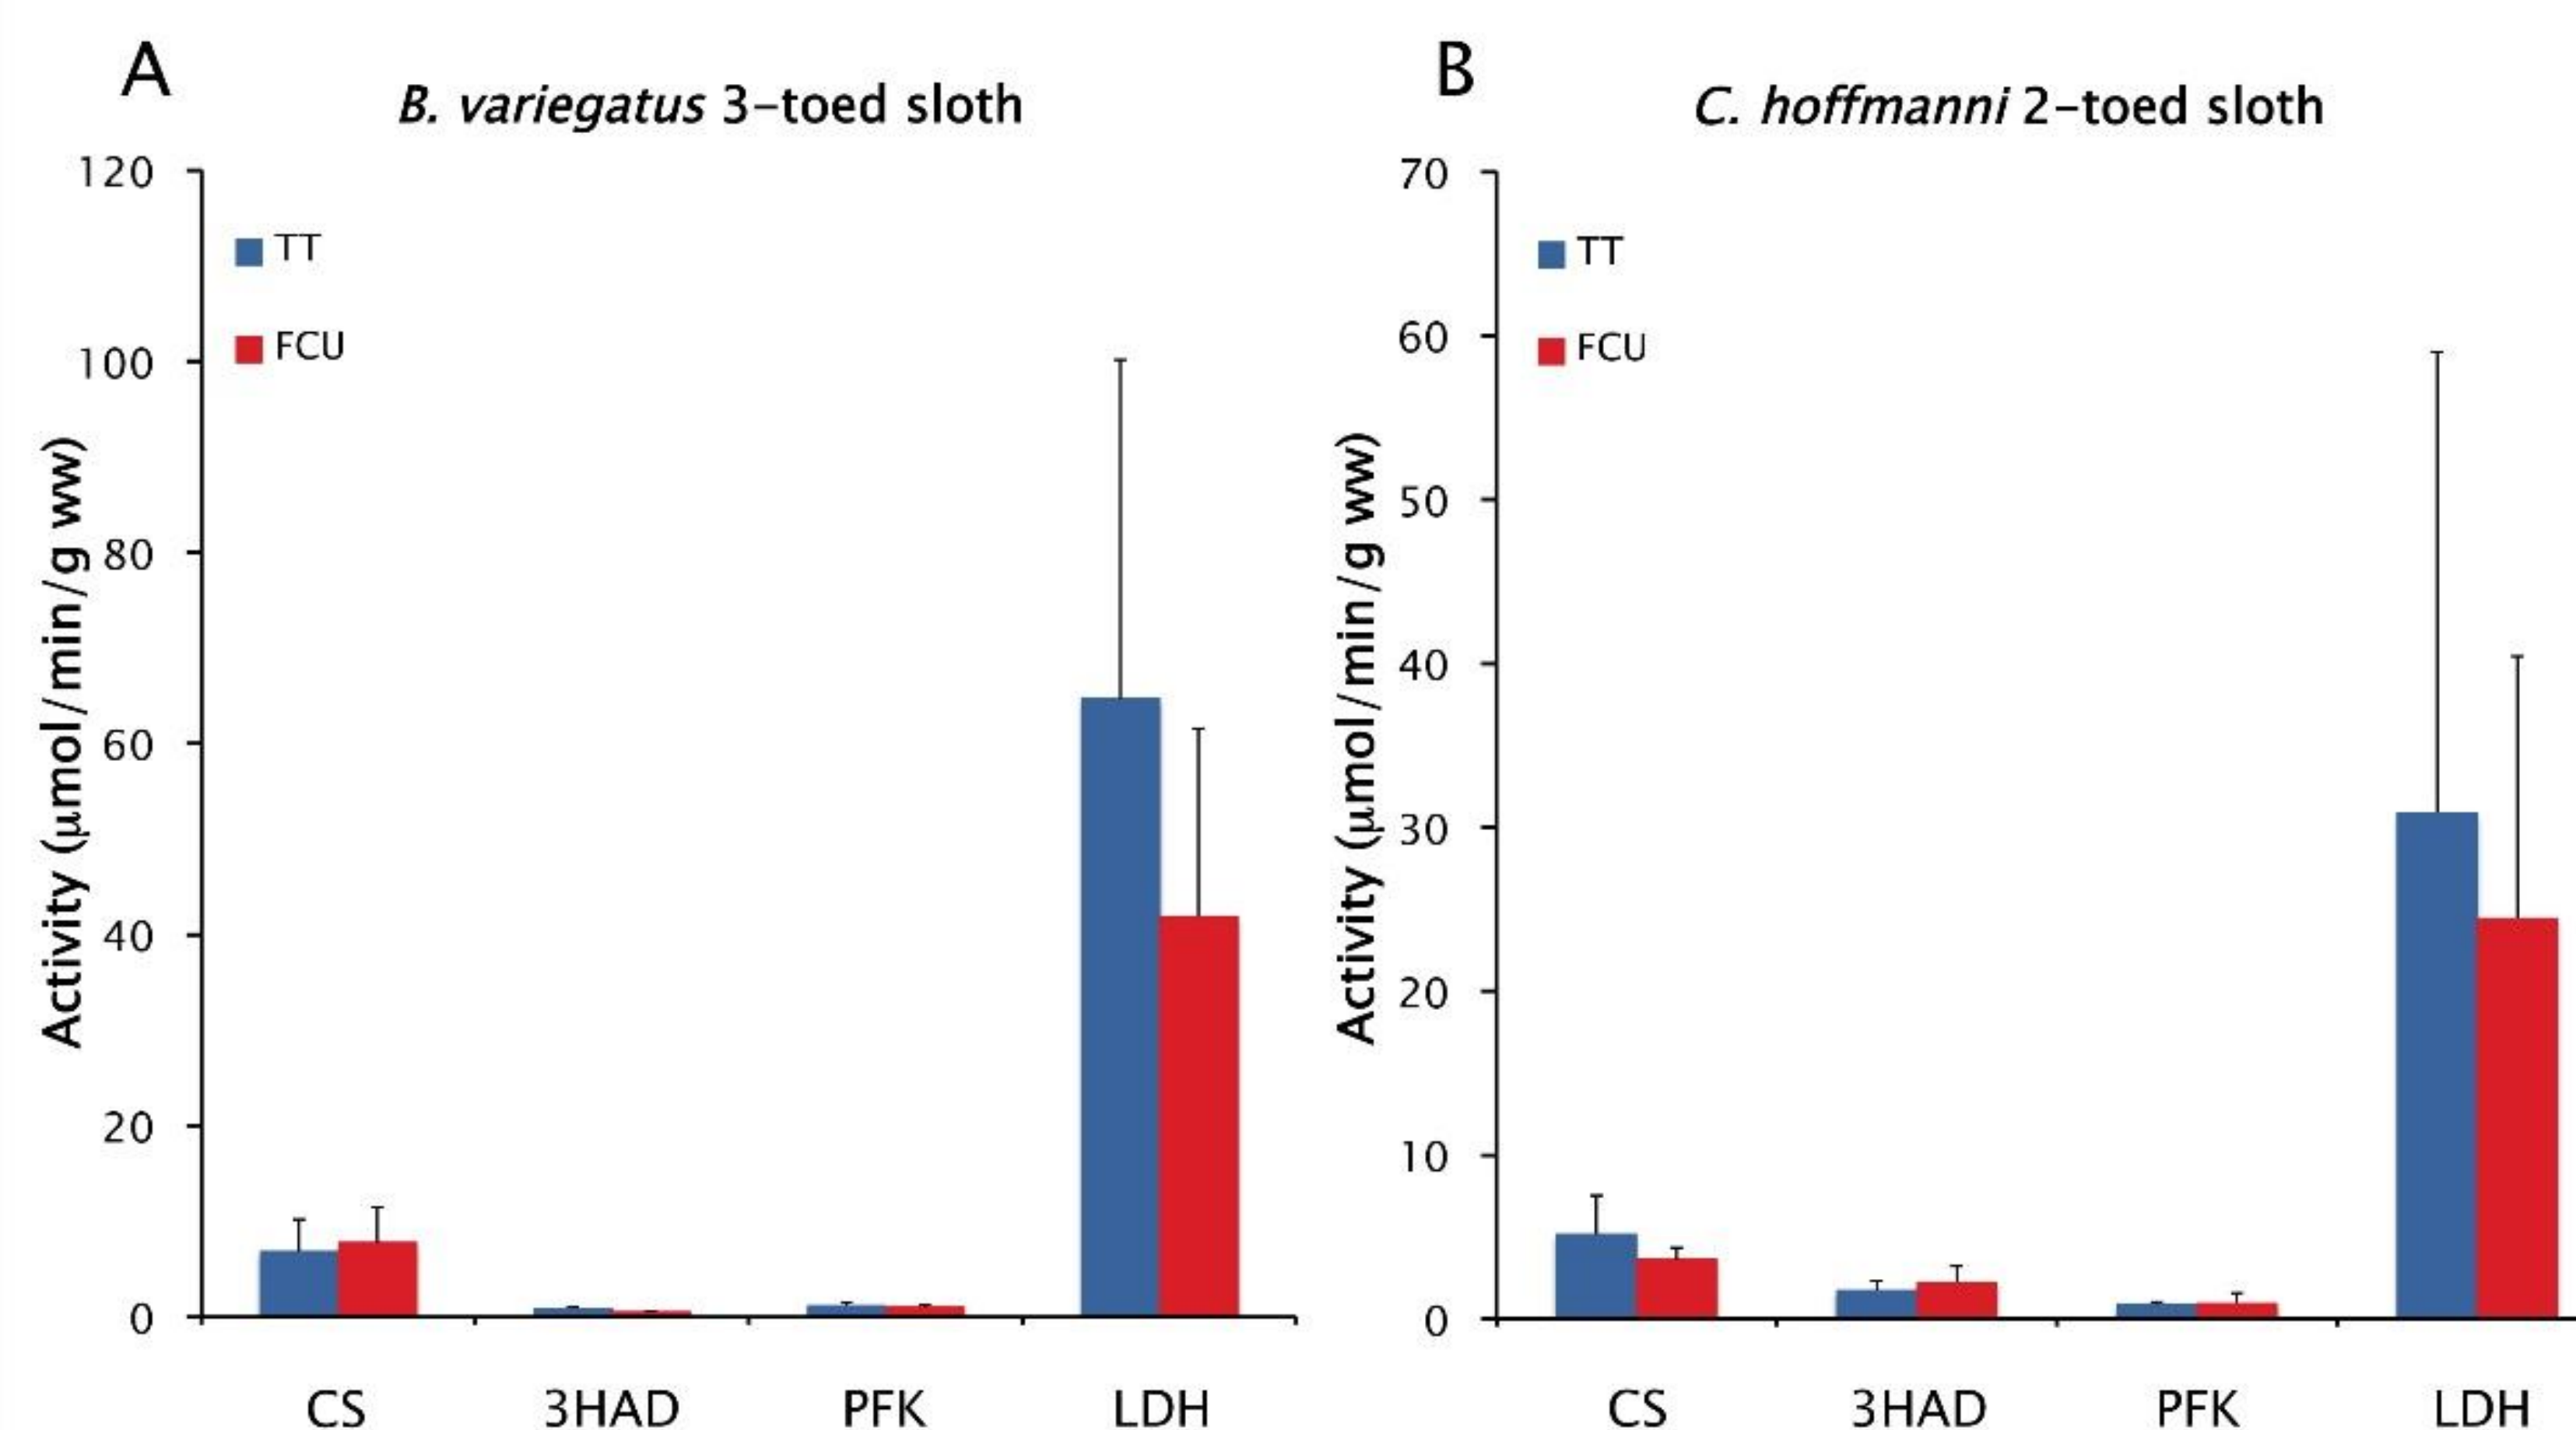 A
B. variegatus 3-toed sloth
120
100
80
60
40
20
0
Activity (μmol/min/g ww)
TT
FCU
CS 3HAD PFK LDH
B
C. hoffmanni 2-toed sloth
70
60
50
40
30
20
10
0
Activity (μmol/min/g ww)
TT
FCU
CS 3HAD PFK LDH